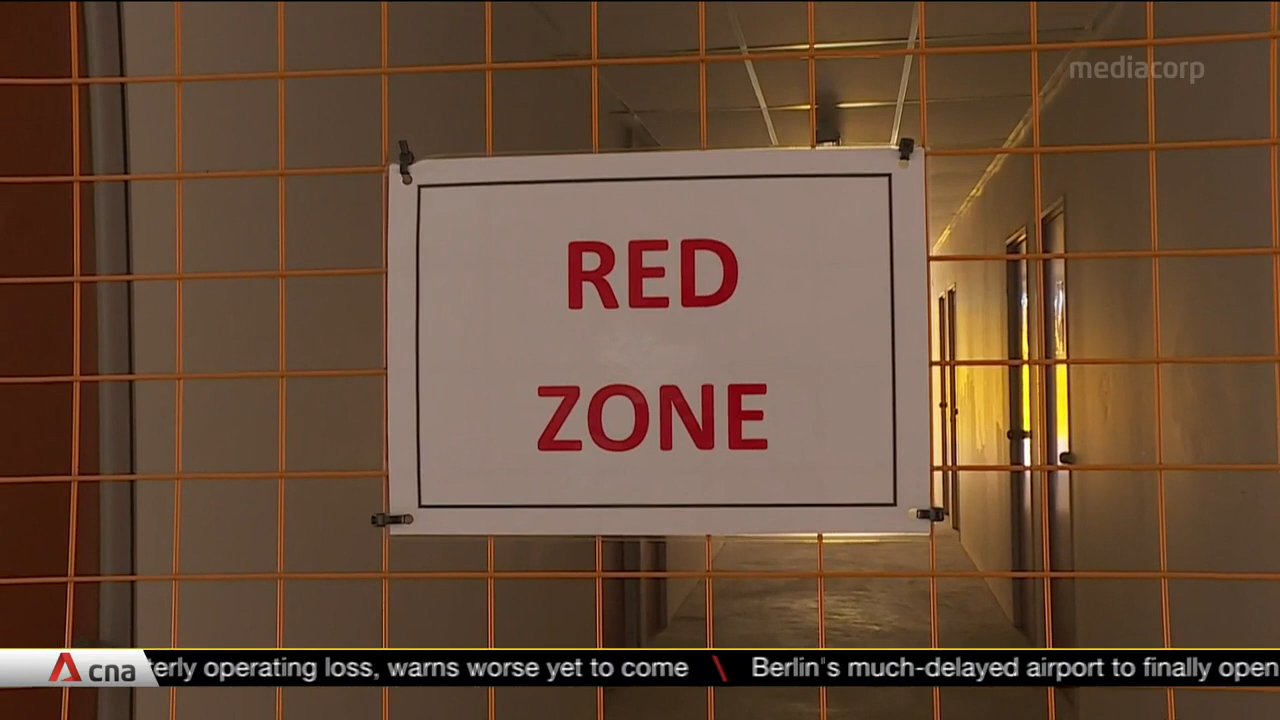 mediacorp
RED
ZONE
cna
terly operating loss, warns worse yet to come \ Berlin's much-delayed airport to finally open